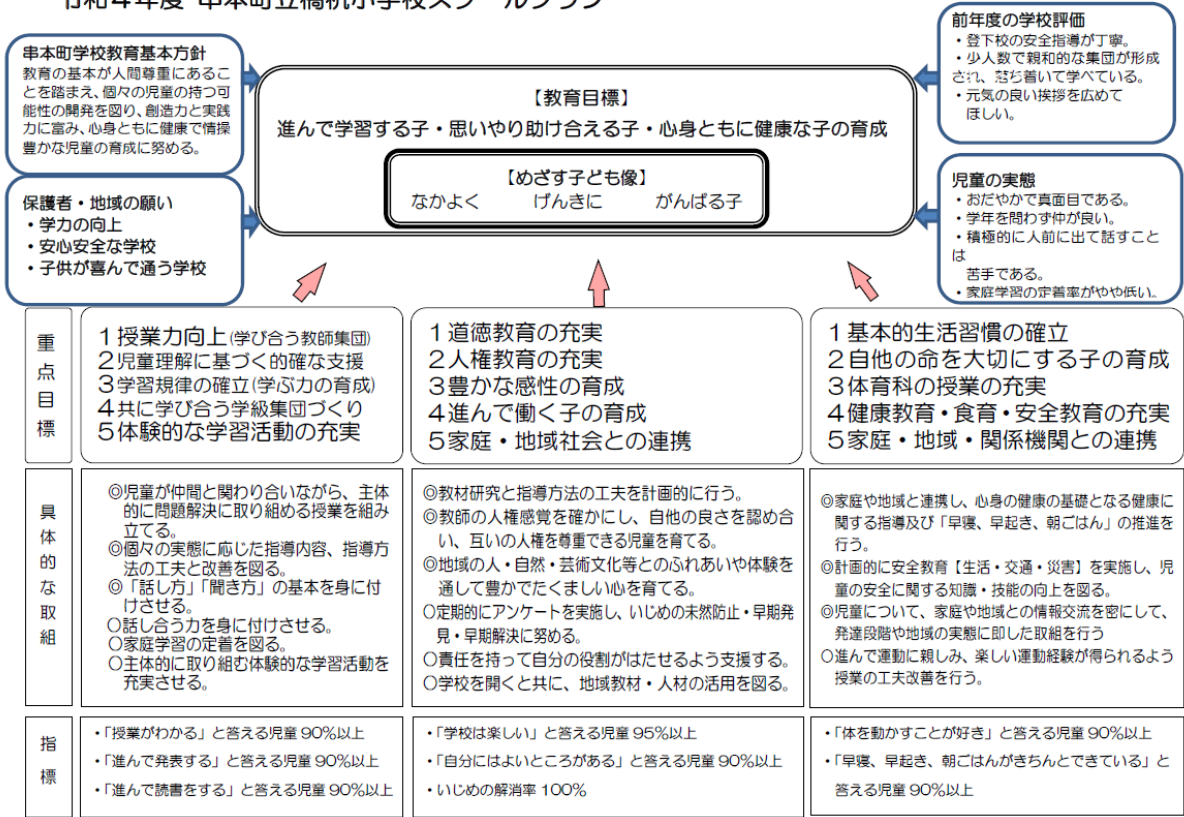 令和4年度 串本町立橋杭小学校スクールプラン
串本町学校教育基本方針
教育の基本が人間尊重にあるこ
とを踏まえ、個々の児童の持つ可
能性の開発を図り、創造力と実践
力に富み、心身ともに健康で情操
豊かな児童の育成に努める。
保護者・地域の願い
・学力の向上
・安心安全な学校
・子供が喜んで通う学校
【教育目標】
進んで学習する子・思いやり助け合える子・心身ともに健康な子の育成
【めざす子ども像】
なかよく げんきに がんばる子
前年度の学校評価
・登下校の安全指導が丁寧。
・少人数で親和的な集団が形成
され、落ち着いて学べている。
・元気の良い挨拶を広めて
ほしい。
児童の実態
・おだやかで真面目である。
・学年を問わず仲が良い。
・積極的に人前に出て話すこと
は
苦手である。
・家庭学習の定着率がやや低い。
重点目標
1授業力向上(学び合う教師集団)
2児童理解に基づく的確な支援
3学習規律の確立(学ぶ力の育成)
4共に学び合う学級集団づくり
5体験的な学習活動の充実
1道徳教育の充実
2人権教育の充実
3豊かな感性の育成
4進んで働く子の育成
5家庭・地域社会との連携
1基本的生活習慣の確立
2自他の命を大切にする子の育成
3体育科の授業の充実
4健康教育・食育・安全教育の充実
5家庭・地域・関係機関との連携
具体的な取組
◎児童が仲間と関わり合いながら、主体
的に問題解決に取り組める授業を組み
立てる。
◎個々の実態に応じた指導内容、指導方
法の工夫と改善を図る。
◎「話し方」「聞き方」の基本を身に付
けさせる。
○話し合う力を身に付けさせる。
○家庭学習の定着を図る。
○主体的に取り組む体験的な学習活動を
充実させる。
◎教材研究と指導方法の工夫を計画的に行う。
◎教師の人権感覚を確かにし、自他の良さを認め合
い、互いの人権を尊重できる児童を育てる。
◎地域の人・自然・芸術文化等とのふれあいや体験を
通して豊かでたくましい心を育てる。
○定期的にアンケートを実施し、いじめの未然防止・早期発
見・早期解決に努める。
○責任を持って自分の役割がはたせるよう支援する。
○学校を開くと共に、地域教材・人材の活用を図る。
◎家庭や地域と連携し、心身の健康の基礎となる健康に
関する指導及び「早寝、早起き、朝ごはん」の推進を
行う。
◎計画的に安全教育【生活・交通・災害】を実施し、児
童の安全に関する知識・技能の向上を図る。
◎児童について、家庭や地域との情報交流を密にして、
発達段階や地域の実態に即した取組を行う
○進んで運動に親しみ、楽しい運動経験が得られるよう
授業の工夫改善を行う。
指標
・「授業がわかる」と答える児童 90%以上
・「進んで発表する」と答える児童 90%以上
・「進んで読書をする」と答える児童 90%以上
・「学校は楽しい」と答える児童 95%以上
・「自分にはよいところがある」と答える児童 90%以上
・いじめの解消率 100%
・「体を動かすことが好き」と答える児童 90%以上
・「早寝、早起き、朝ごはんがきちんとできている」と
答える児童 90%以上